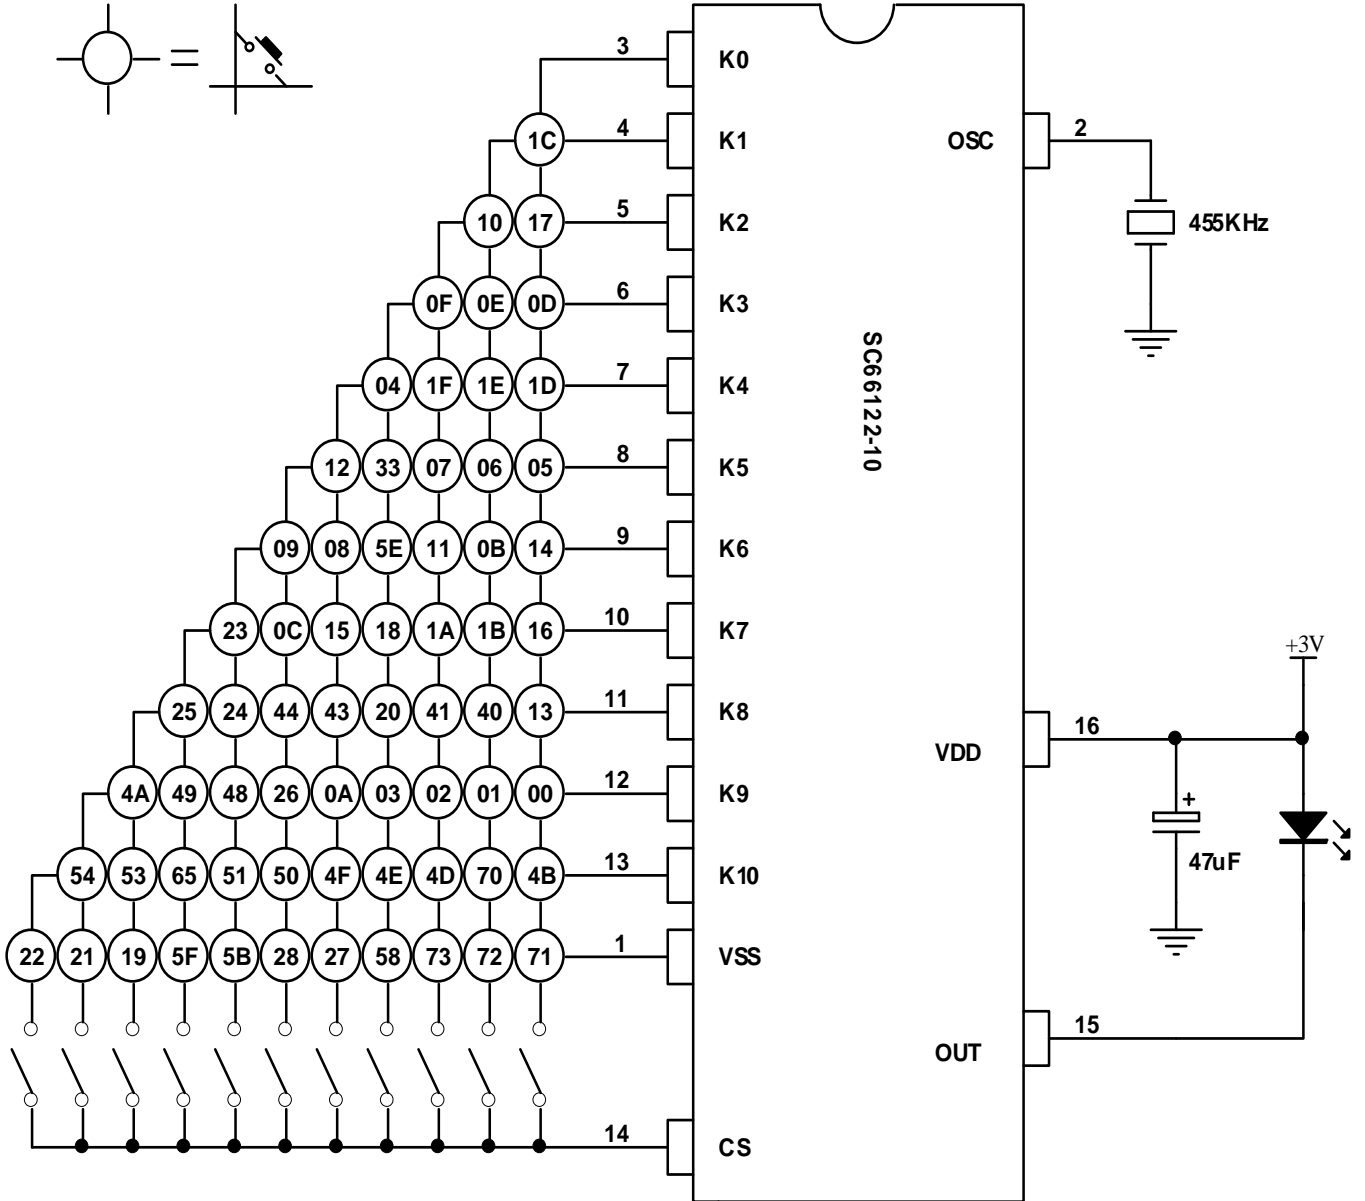 3 K0
1C 4 K1 OSC 2
10 17 5 K2 455KHz
0F 0E 0D 6 K3
SC66122-10
04 1F 1E 1D 7 K4
12 33 07 06 05 8 K5
09 08 5E 11 0B 14 9 K6
23 0C 15 18 1A 1B 16 10 K7
+3V
25 24 44 43 20 41 40 13 11 K8
VDD 16
4A 49 48 26 0A 03 02 01 00 12 K9
+
47uF
54 53 65 51 50 4F 4E 4D 70 4B 13 K10
22 21 19 5F 5B 28 27 58 73 72 71 1 VSS
OUT 15
14 CS